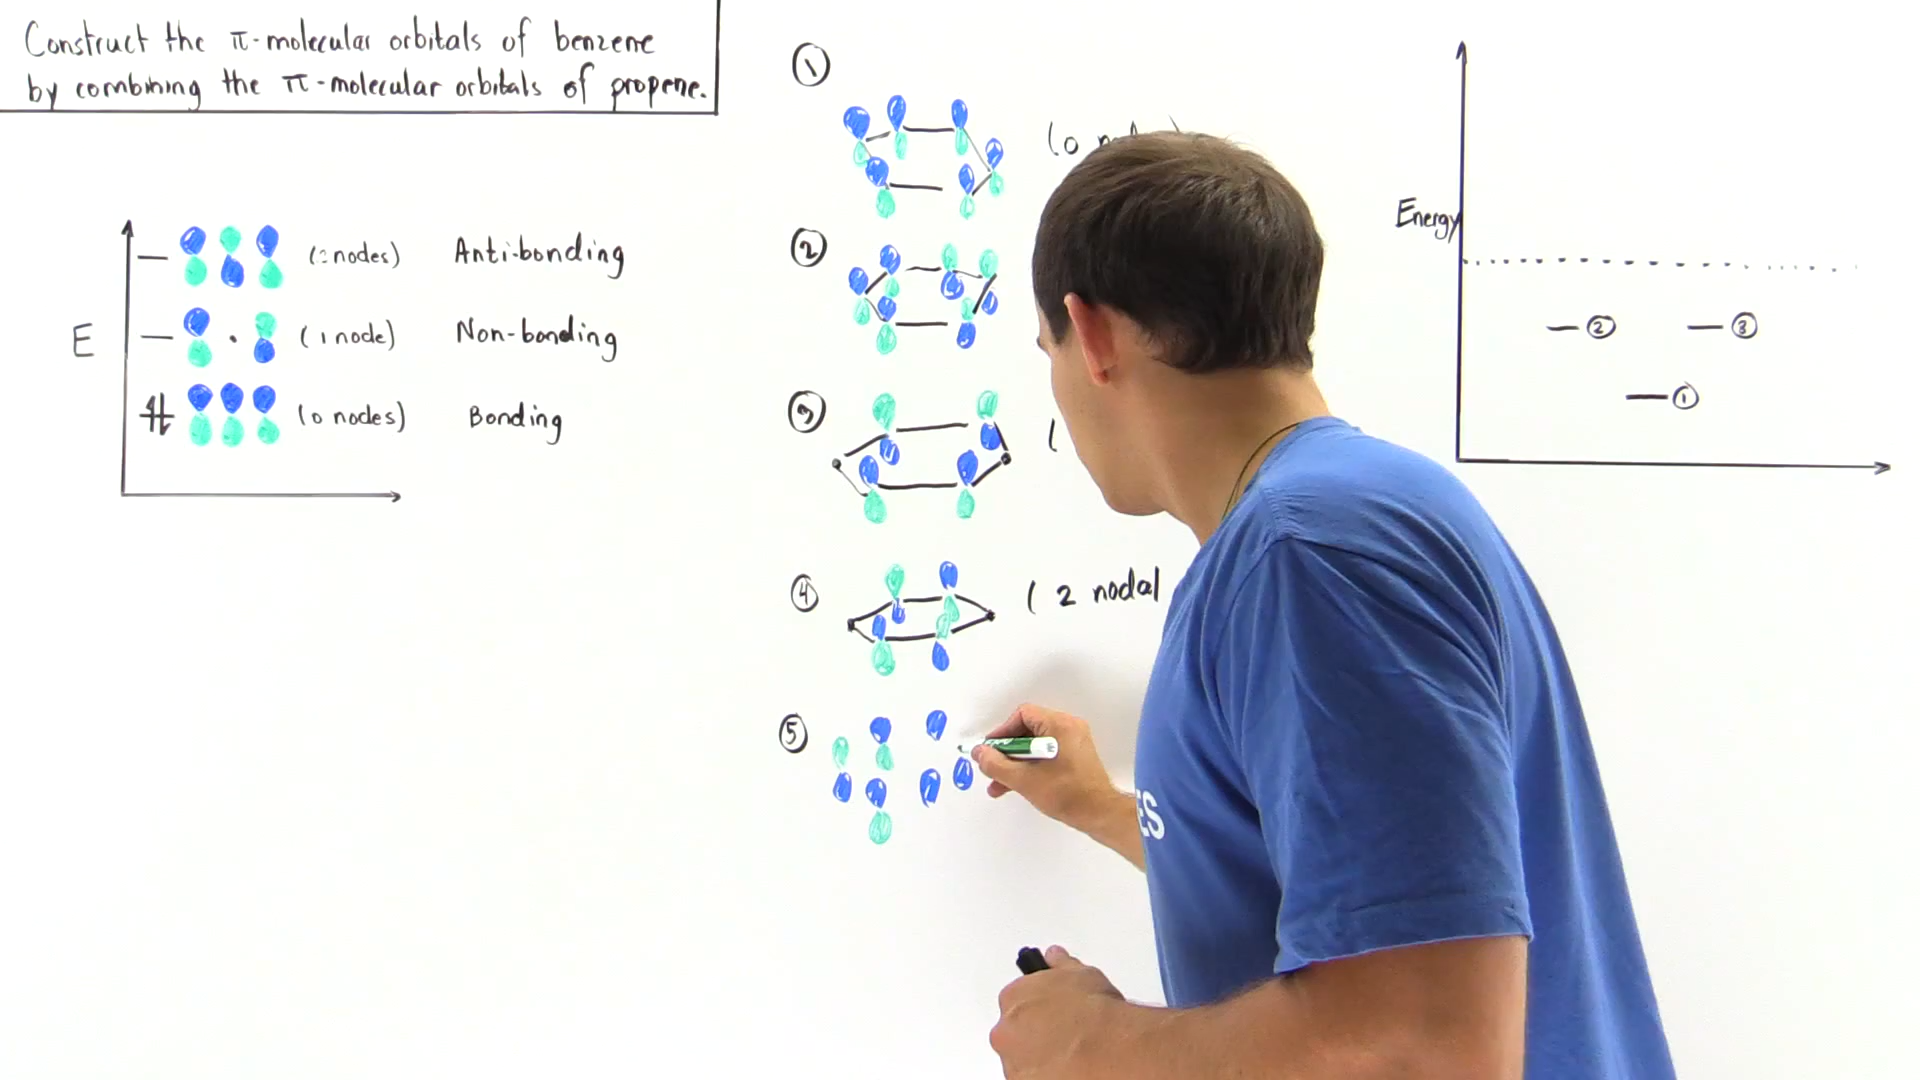 Construct the π-molecular orbitals of benzene
by combining the π-molecular orbitals of propene.
E
(2 nodes) Anti-bonding
(1 node) Non-bonding
(0 nodes) Bonding
①
(0
②
③
(
④
( 2 nodal
⑤
Energy
② ③
①
ES